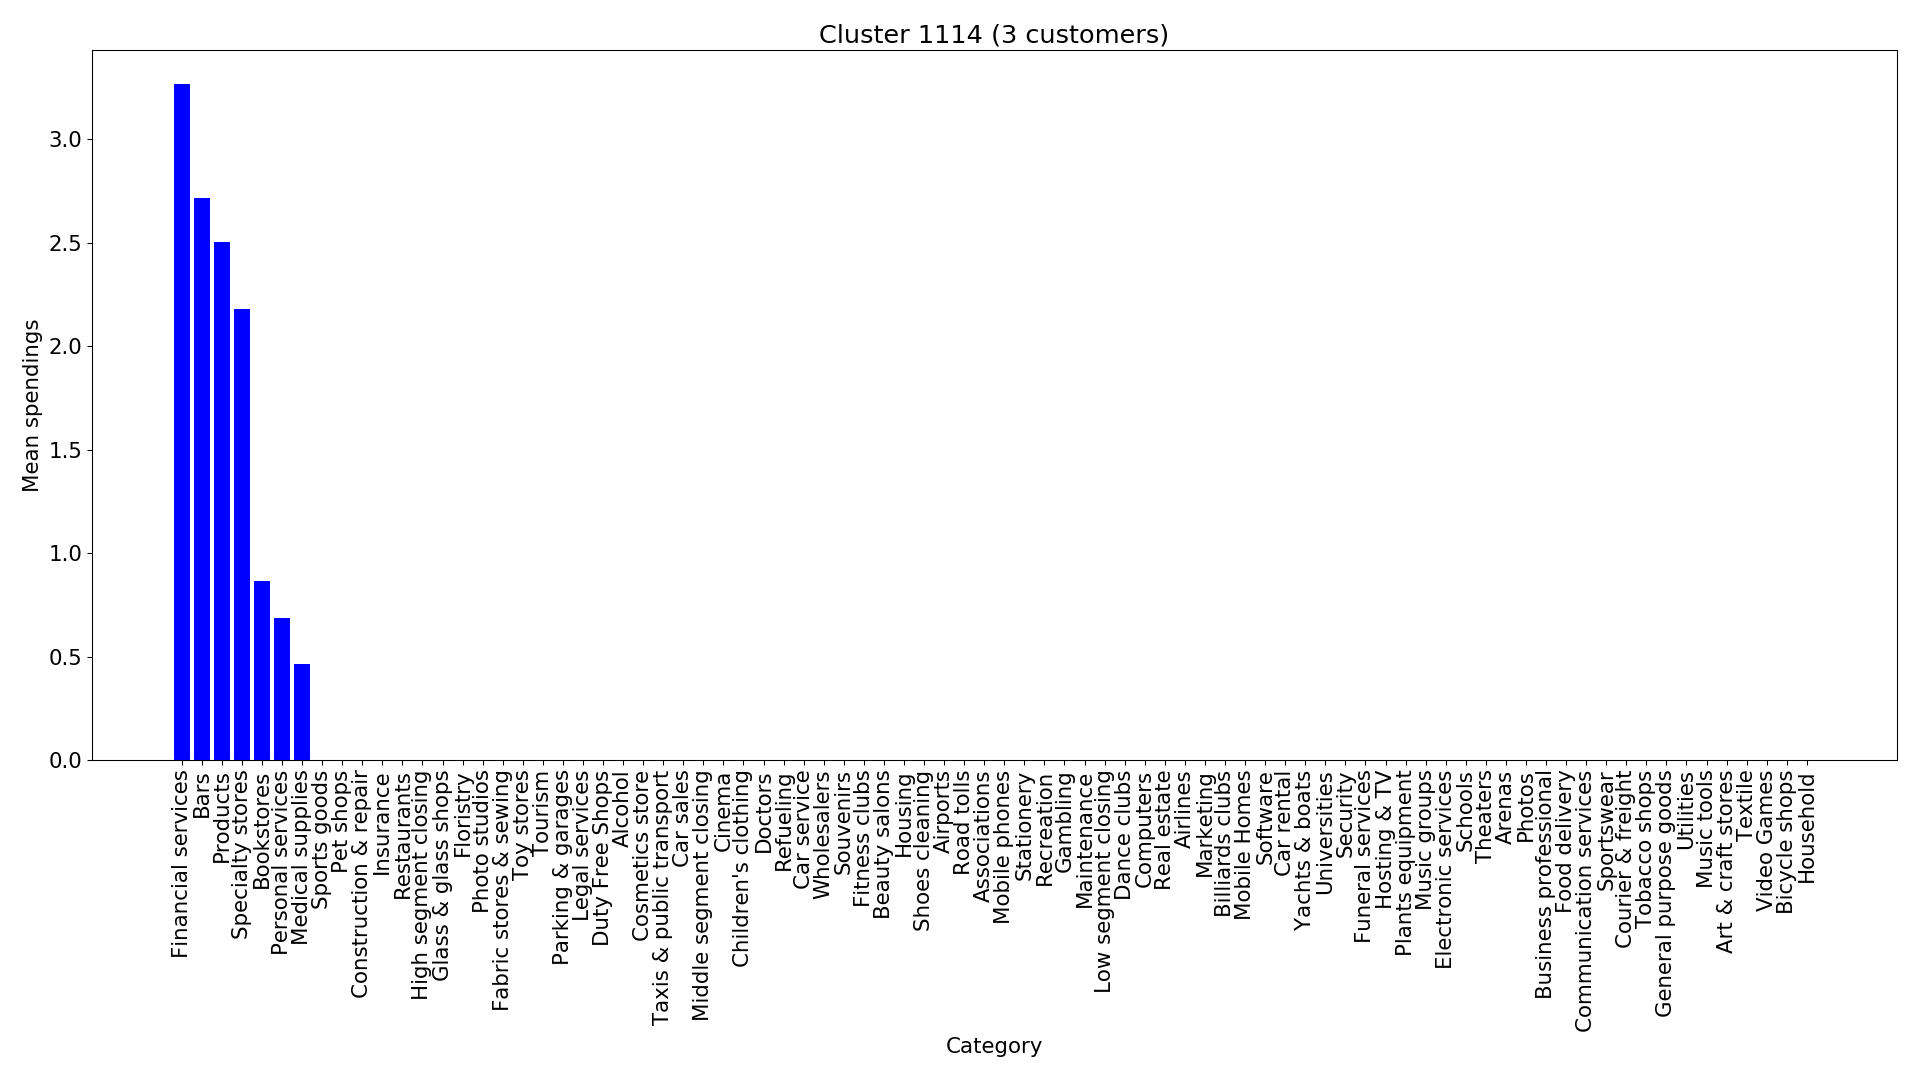 Cluster 1114 (3 customers)
Mean spendings
3.0
2.5
2.0
1.5
1.0
0.5
0.0
Financial services
Bars
Products
Specialty stores
Bookstores
Personal services
Medical supplies
Sports goods
Pet shops
Construction & repair
Insurance
Restaurants
High segment closing
Glass & glass shops
Floristry
Photo studios
Fabric stores & sewing
Toy stores
Tourism
Parking & garages
Legal services
Duty Free Shops
Alcohol
Cosmetics store
Taxis & public transport
Car sales
Middle segment closing
Cinema
Children's clothing
Doctors
Refueling
Car service
Wholesalers
Souvenirs
Fitness clubs
Beauty salons
Housing
Shoes cleaning
Airports
Road tolls
Associations
Mobile phones
Stationery
Recreation
Gambling
Maintenance
Low segment closing
Dance clubs
Computers
Real estate
Airlines
Marketing
Billiards clubs
Mobile Homes
Software
Car rental
Yachts & boats
Universities
Security
Funeral services
Hosting & TV
Plants equipment
Music groups
Electronic services
Schools
Theaters
Arenas
Photos
Business professional
Food delivery
Communication services
Sportswear
Courier & freight
Tobacco shops
General purpose goods
Utilities
Music tools
Art & craft stores
Textile
Video Games
Bicycle shops
Household
Category